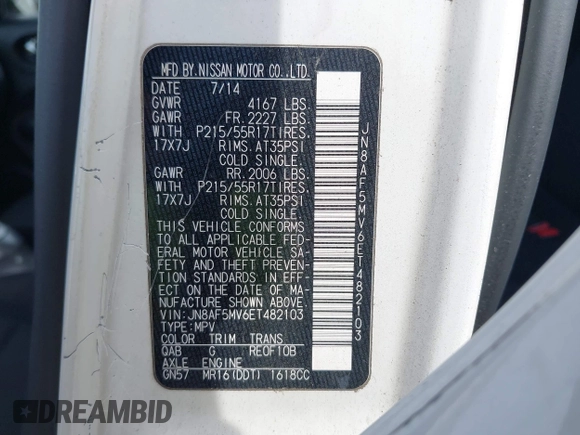 MFD BY.NISSAN MOTOR CO.,LTD.
DATE 7/14
GVWR 4167 LBS.
GAWR FR. 2227 LBS.
WITH P215/55R17TIRES.
17X7J RIMS. AT35PSI
COLD SINGLE.
GAWR RR. 2006 LBS.
WITH P215/55R17TIRES.
17X7J RIMS. AT35PSI
COLD SINGLE.
THIS VEHICLE CONFORMS
TO ALL APPLICABLE FED-
ERAL MOTOR VEHICLE SA-
FETY AND THEFT PREVEN-
TION STANDARDS IN EFF-
ECT ON THE DATE OF MA-
NUFACTURE SHOWN ABOVE.
VIN:JN8AF5MV6ET482103
TYPE:MPV
COLOR TRIM TRANS
QAB G RE0F10B
AXLE ENGINE
GN57 MR16(DDT) 1618CC
JN8AF5MV6ET482103
DREAMBID